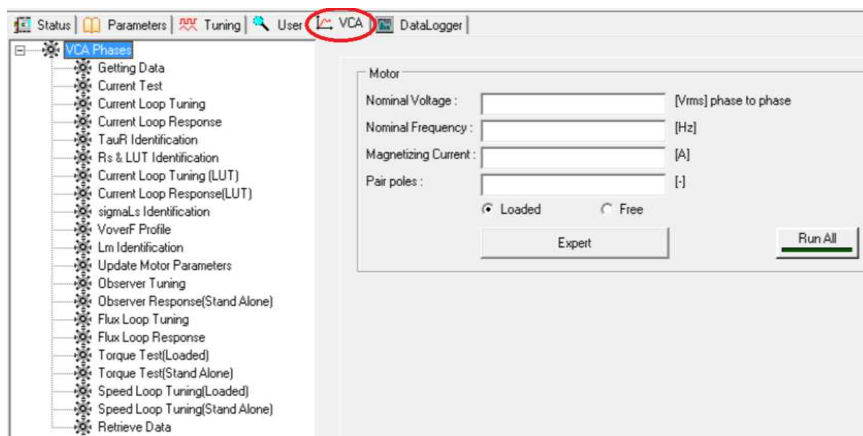 Status Parameters Tuning User VCA DataLogger
VCA Phases
Getting Data
Current Test
Current Loop Tuning
Current Loop Response
TauR Identification
Rs & LUT Identification
Current Loop Tuning (LUT)
Current Loop Response(LUT)
sigmaLs Identification
VoverF Profile
Lm Identification
Update Motor Parameters
Observer Tuning
Observer Response(Stand Alone)
Flux Loop Tuning
Flux Loop Response
Torque Test(Loaded)
Torque Test(Stand Alone)
Speed Loop Tuning(Loaded)
Speed Loop Tuning(Stand Alone)
Retrieve Data
Motor
Nominal Voltage : [Vrms] phase to phase
Nominal Frequency : [Hz]
Magnetizing Current : [A]
Pair poles : [-]
Loaded Free
Expert Run All